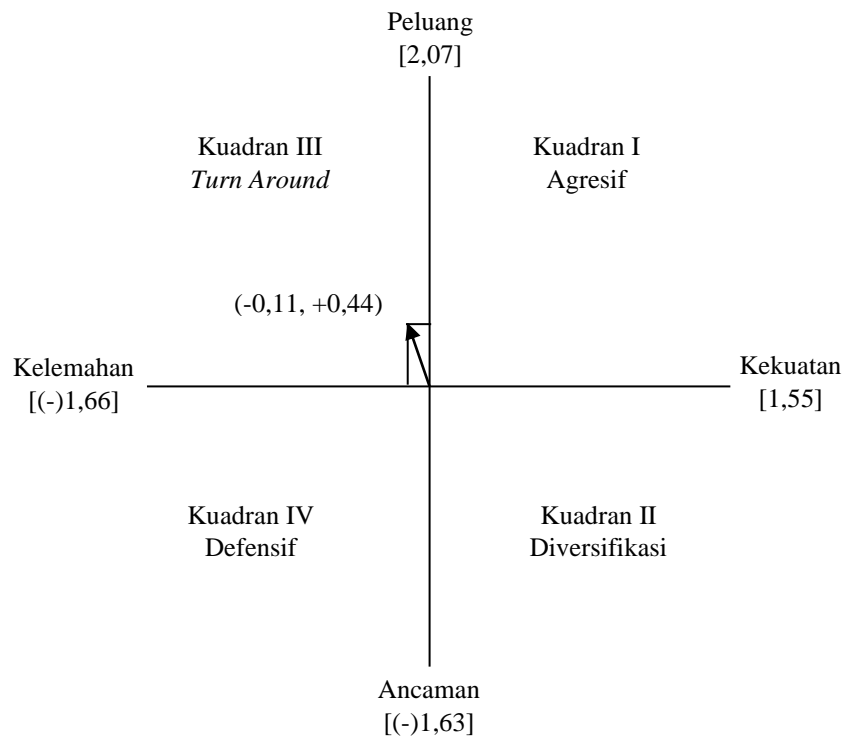 Peluang
[2,07]
Kuadran III
Turn Around
Kuadran I
Agresif
(-0,11, +0,44)
Kelemahan
[(-)1,66]
Kekuatan
[1,55]
Kuadran IV
Defensif
Kuadran II
Diversifikasi
Ancaman
[(-)1,63]